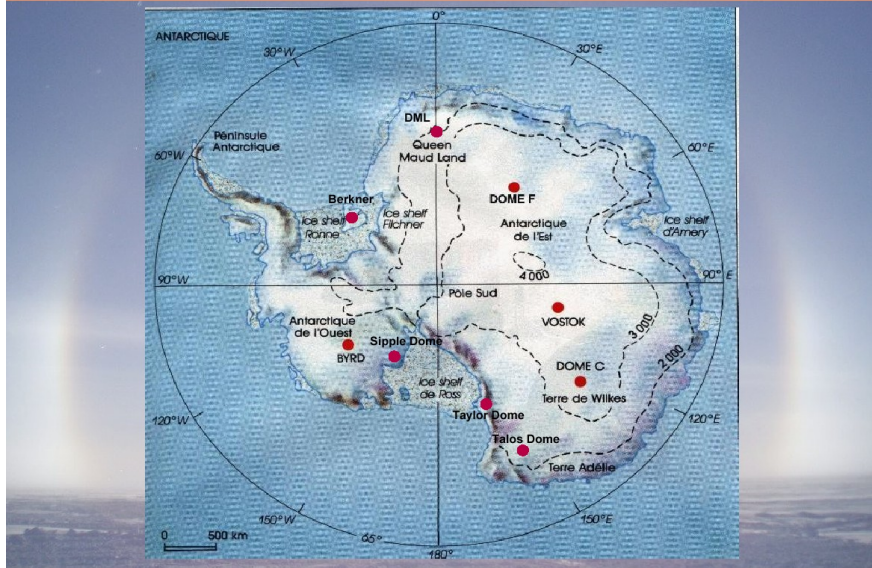 0°
ANTARCTIQUE
30°W
30°E
DML
Péninsule
Antarctique
Queen
Maud Land
60°W
60°E
DOME F
Berkner
Ice shelf
Ronne
Ice shelf
Filchner
Antarctique
de l'Est
Ice shelf
d'Amery
4 000
90°W
90° E
Pôle Sud
Antarctique
de l'Ouest
VOSTOK
3 000
Sipple Dome
BYRD
2 000
DOME C
Ice shelf
de Ross
Terre de Wilkes
120°W
Taylor Dome
120°E
Talos Dome
Terre Adélie
150°W
150°E
0 500 km
65°
180°